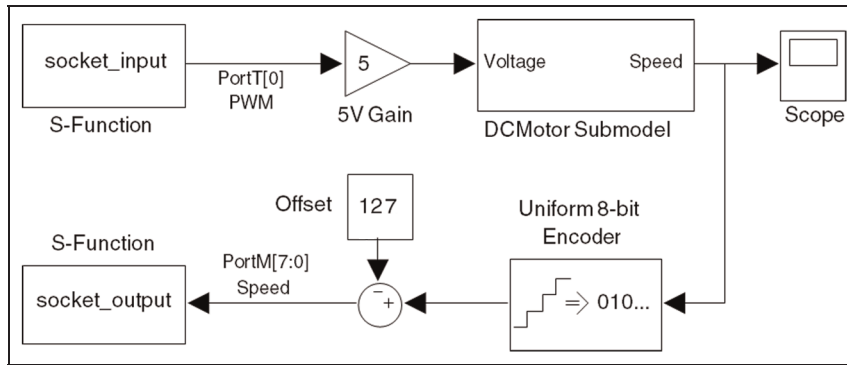 socket_input
PortT[0]
PWM
S-Function
5
5V Gain
Voltage
Speed
DCMotor Submodel
Scope
Offset
127
Uniform 8-bit
Encoder
S-Function
socket_output
PortM[7:0]
Speed
−
+
=> 010...